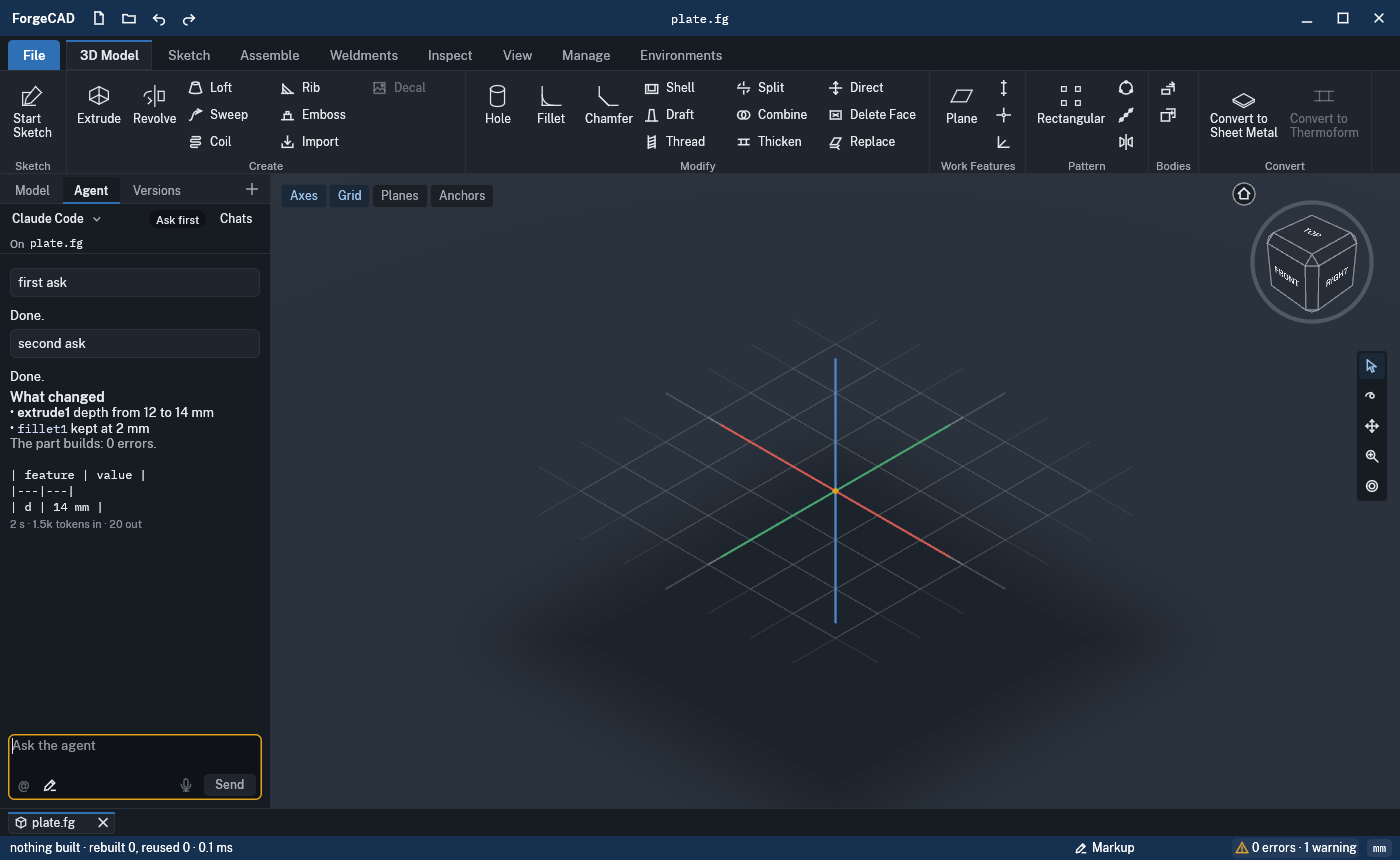 ForgeCAD
plate.fg
File 3D Model Sketch Assemble Weldments Inspect View Manage Environments
Start Sketch
Sketch
Extrude
Revolve
Loft
Sweep
Coil
Rib
Emboss
Import
Decal
Create
Hole
Fillet
Chamfer
Shell
Draft
Thread
Split
Combine
Thicken
Direct
Delete Face
Replace
Modify
Plane
Work Features
Rectangular
Pattern
Bodies
Convert to Sheet Metal
Convert to Thermoform
Convert
Model Agent Versions
Claude Code Ask first Chats
On plate.fg
first ask
Done.
second ask
Done.
What changed
• extrude1 depth from 12 to 14 mm
• fillet1 kept at 2 mm
The part builds: 0 errors.
| feature | value |
|---|---|
| d | 14 mm |
2 s · 1.5k tokens in · 20 out
Ask the agent
@ Send
Axes Grid Planes Anchors
TOP
FRONT RIGHT
plate.fg
nothing built · rebuilt 0, reused 0 · 0.1 ms
Markup
0 errors · 1 warning
mm